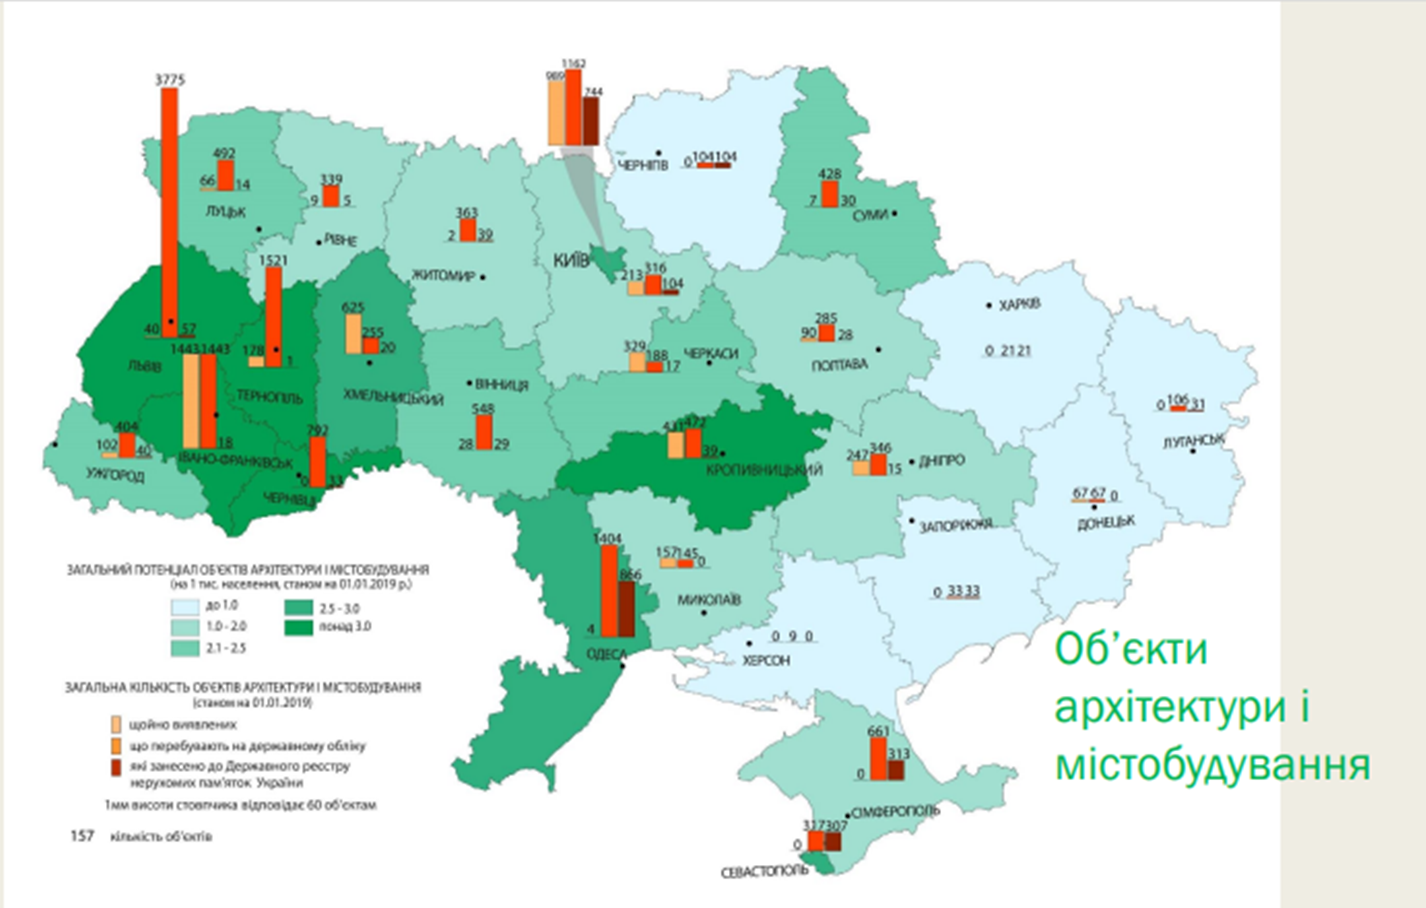 3775
989
1162
744
492
66
14
ЛУЦЬК
339
9
5
РІВНЕ
363
2
39
ЖИТОМИР
КИЇВ
213
316
104
ЧЕРНІГІВ
0
104
104
428
7
30
СУМИ
40
57
ЛЬВІВ
1521
178
1
ТЕРНОПІЛЬ
625
255
20
ХМЕЛЬНИЦЬКИЙ
1443
1443
18
ІВАНО-ФРАНКІВСЬК
102
404
40
УЖГОРОД
792
0
33
ЧЕРНІВЦІ
ВІННИЦЯ
548
28
29
329
188
17
ЧЕРКАСИ
285
90
28
ПОЛТАВА
ХАРКІВ
0 21 21
0
106
31
ЛУГАНСЬК
472
39
КРОПИВНИЦЬКИЙ
247
346
15
ДНІПРО
67 67 0
ДОНЕЦЬК
ЗАПОРІЖЖЯ
0 33 33
1404
866
4
ОДЕСА
157
145
0
МИКОЛАЇВ
0 9 0
ХЕРСОН
661
313
0
СІМФЕРОПОЛЬ
317
307
0
СЕВАСТОПОЛЬ
ЗАГАЛЬНИЙ ПОТЕНЦІАЛ ОБ'ЄКТІВ АРХІТЕКТУРИ І МІСТОБУДУВАННЯ
(на 1 тис. населення, станом на 01.01.2019 р.)
до 1.0
1.0 - 2.0
2.1 - 2.5
2.5 - 3.0
понад 3.0
ЗАГАЛЬНА КІЛЬКІСТЬ ОБ'ЄКТІВ АРХІТЕКТУРИ І МІСТОБУДУВАННЯ
(станом на 01.01.2019)
щойно виявлених
що перебувають на державному обліку
які занесено до Державного реєстру
нерухомих пам'яток України
1мм висоти стовпчика відповідає 60 об'єктам
157 кількість об'єктів
Об’єкти
архітектури і
містобудування